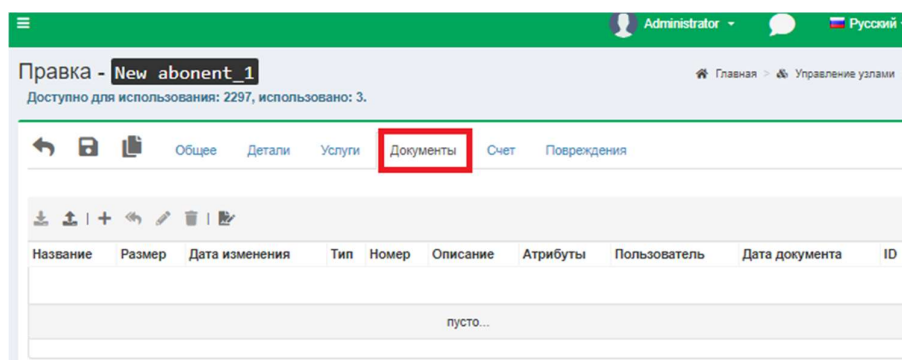 Administrator
Русский
Правка - New abonent_1
Главная > Управление узлами
Доступно для использования: 2297, использовано: 3.
Общее Детали Услуги Документы Счет Повреждения
Название Размер Дата изменения Тип Номер Описание Атрибуты Пользователь Дата документа ID
пусто...